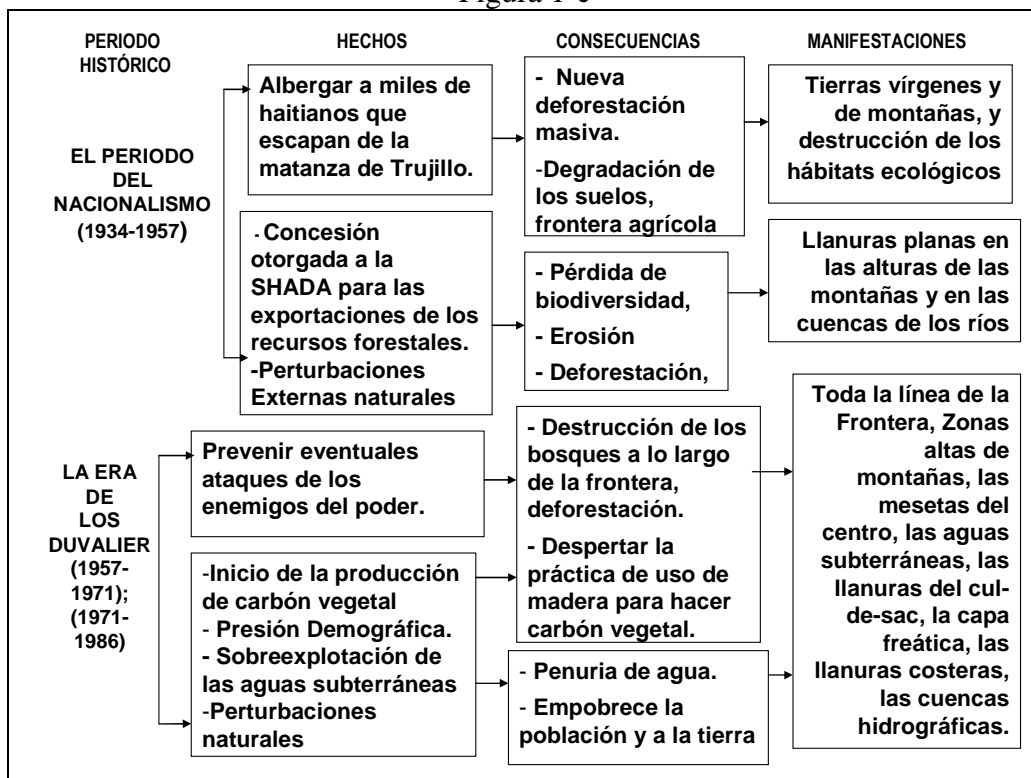 PERIODO
HISTÓRICO
HECHOS
CONSECUENCIAS
MANIFESTACIONES
EL PERIODO
DEL
NACIONALISMO
(1934-1957)
Albergar a miles de
haitianos que
escapan de la
matanza de Trujillo.
- Nueva
deforestación
masiva.
-Degradación de
los suelos,
frontera agrícola
Tierras vírgenes y
de montañas, y
destrucción de los
hábitats ecológicos
- Concesión
otorgada a la
SHADA para las
exportaciones de los
recursos forestales.
-Perturbaciones
Externas naturales
- Pérdida de
biodiversidad,
- Erosión
- Deforestación,
Llanuras planas en
las alturas de las
montañas y en las
cuencas de los ríos
LA ERA
DE
LOS
DUVALIER
(1957-
1971);
(1971-
1986)
Prevenir eventuales
ataques de los
enemigos del poder.
- Destrucción de los
bosques a lo largo
de la frontera,
deforestación.
- Despertar la
práctica de uso de
madera para hacer
carbón vegetal.
Toda la línea de la
Frontera, Zonas
altas de
montañas, las
mesetas del
centro, las aguas
subterráneas, las
llanuras del cul-
de-sac, la capa
freática, las
llanuras costeras,
las cuencas
hidrográficas.
-Inicio de la producción
de carbón vegetal
- Presión Demográfica.
- Sobreexplotación de
las aguas subterráneas
-Perturbaciones
naturales
- Penuria de agua.
- Empobrece la
población y a la tierra